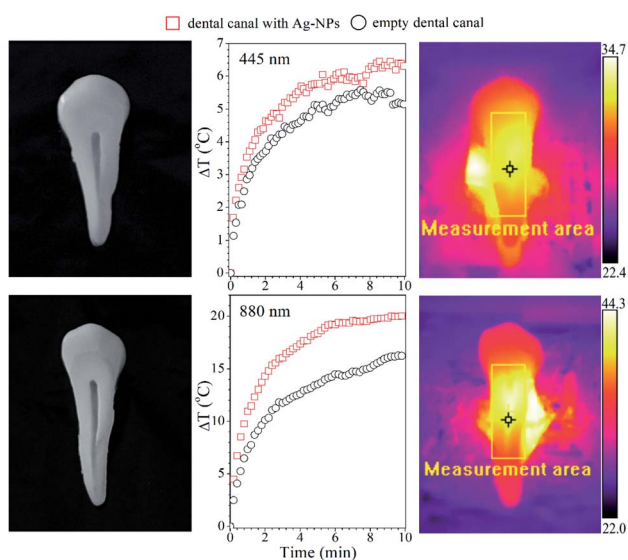 dental canal with Ag-NPs empty dental canal
445 nm
7
6
5
4
3
2
1
0
ΔT (°C)
0 2 4 6 8 10
34.7
Measurement area
22.4
880 nm
20
15
10
5
0
ΔT (°C)
0 2 4 6 8 10
Time (min)
44.3
Measurement area
22.0